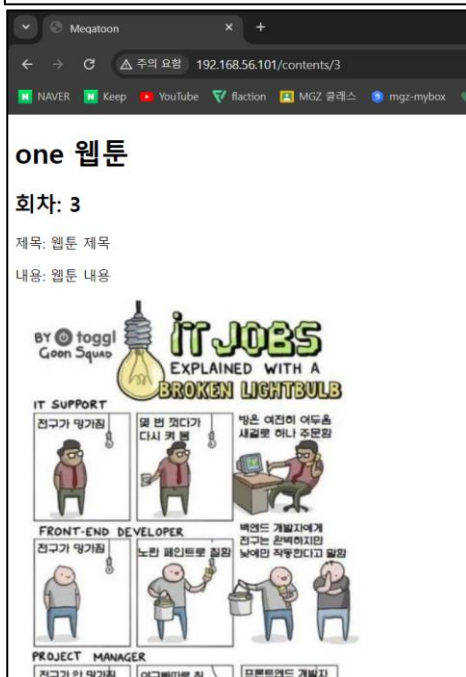 Megatoon
주의 요함 192.168.56.101/contents/3
NAVER Keep YouTube flaction MGZ 클래스 mgz-mybox
one 웹툰
회차: 3
제목: 웹툰 제목
내용: 웹툰 내용
BY toggl
Goon Squad
IT JOBS
EXPLAINED WITH A
BROKEN LIGHTBULB
IT SUPPORT
전구가 망가짐
몇 번 껐다가
다시 켜 봄
방은 여전히 어두움
새걸로 하나 주문함
FRONT-END DEVELOPER
전구가 망가짐
노란 페인트로 칠함
백엔드 개발자에게
전구는 완벽하지만
낮에만 작동한다고 말함
PROJECT MANAGER
전구가 안 망가짐
프론트엔드 개발자